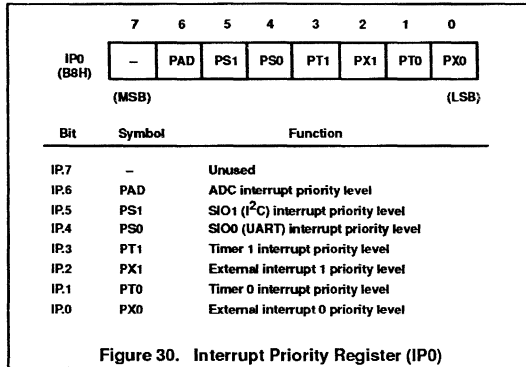 7 6 5 4 3 2 1 0
IP0 (B8H) – PAD PS1 PS0 PT1 PX1 PT0 PX0
(MSB) (LSB)
Bit Symbol Function
IP.7 – Unused
IP.6 PAD ADC interrupt priority level
IP.5 PS1 SIO1 (I²C) interrupt priority level
IP.4 PS0 SIO0 (UART) interrupt priority level
IP.3 PT1 Timer 1 interrupt priority level
IP.2 PX1 External interrupt 1 priority level
IP.1 PT0 Timer 0 interrupt priority level
IP.0 PX0 External interrupt 0 priority level
Figure 30. Interrupt Priority Register (IP0)